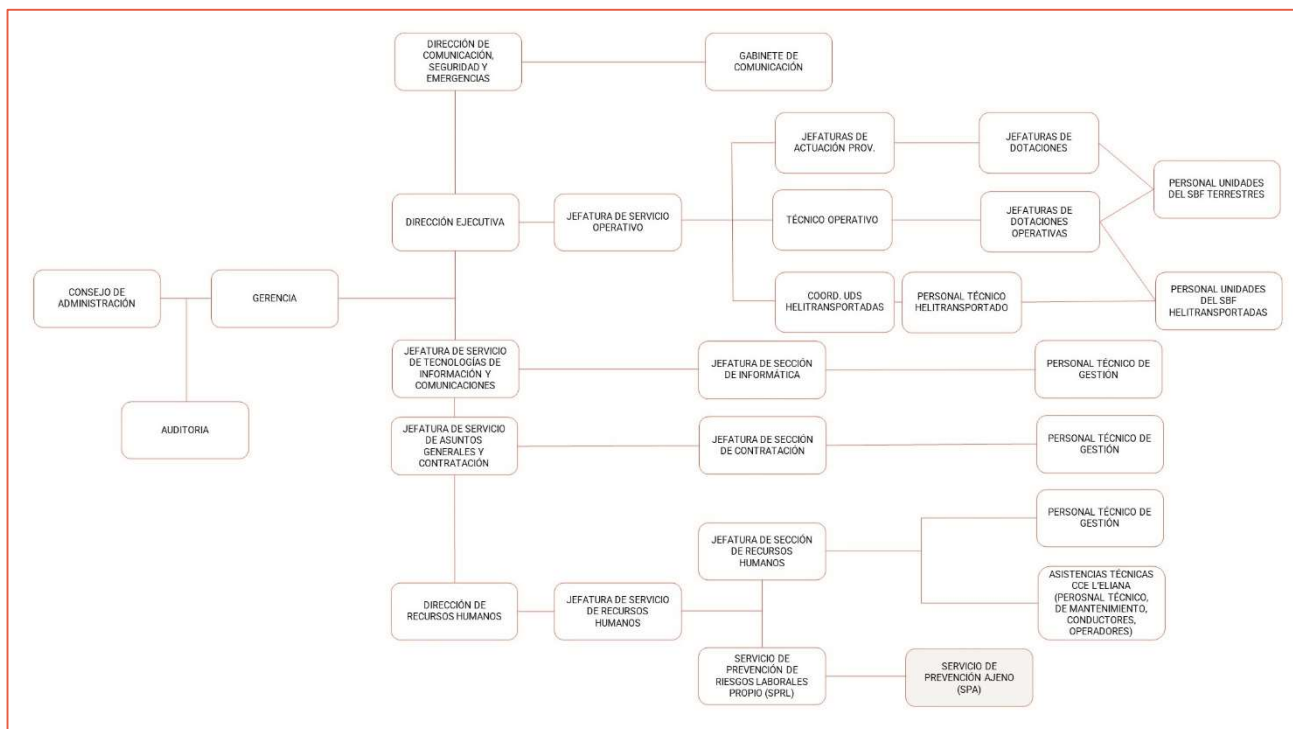 DIRECCIÓN DE
COMUNICACIÓN,
SEGURIDAD Y
EMERGENCIAS
GABINETE DE
COMUNICACIÓN
JEFATURAS DE
ACTUACIÓN PROV.
JEFATURAS DE
DOTACIONES
PERSONAL UNIDADES
DEL SBF TERRESTRES
DIRECCIÓN EJECUTIVA
JEFATURA DE SERVICIO
OPERATIVO
TÉCNICO OPERATIVO
JEFATURAS DE
DOTACIONES
OPERATIVAS
CONSEJO DE
ADMINISTRACIÓN
GERENCIA
COORD. UDS
HELITRANSPORTADAS
PERSONAL TÉCNICO
HELITRANSPORTADO
PERSONAL UNIDADES
DEL SBF
HELITRANSPORTADAS
JEFATURA DE SERVICIO
DE TECNOLOGÍAS DE
INFORMACIÓN Y
COMUNICACIONES
JEFATURA DE SECCIÓN
DE INFORMÁTICA
PERSONAL TÉCNICO DE
GESTIÓN
AUDITORIA
JEFATURA DE SERVICIO
DE ASUNTOS
GENERALES Y
CONTRATACIÓN
JEFATURA DE SECCIÓN
DE CONTRATACIÓN
PERSONAL TÉCNICO DE
GESTIÓN
PERSONAL TÉCNICO DE
GESTIÓN
JEFATURA DE SECCIÓN
DE RECURSOS
HUMANOS
ASISTENCIAS TÉCNICAS
CCE L'ELIANA
(PEROSNAL TÉCNICO,
DE MANTENIMIENTO,
CONDUCTORES,
OPERADORES)
DIRECCIÓN DE
RECURSOS HUMANOS
JEFATURA DE SERVICIO
DE RECURSOS
HUMANOS
SERVICIO DE
PREVENCIÓN DE
RIESGOS LABORALES
PROPIO (SPRL)
SERVICIO DE
PREVENCIÓN AJENO
(SPA)